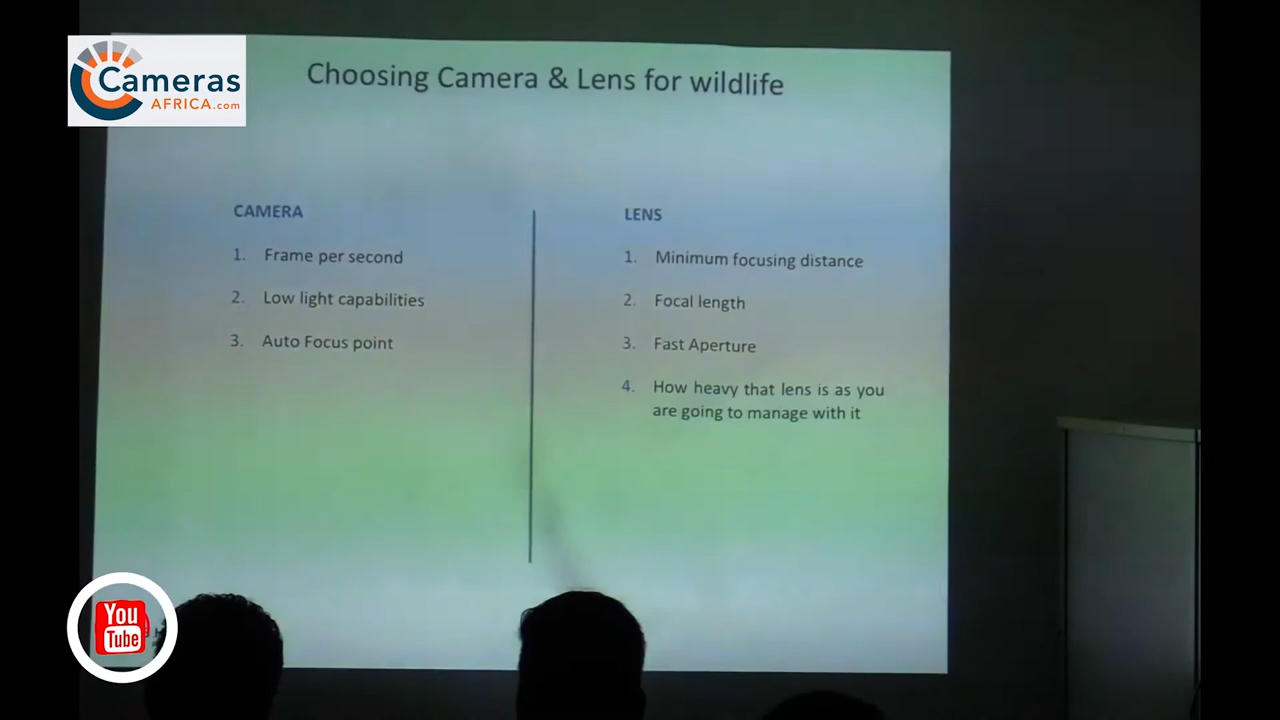 Cameras
AFRICA.com
Choosing Camera & Lens for wildlife
CAMERA
1. Frame per second
2. Low light capabilities
3. Auto Focus point
LENS
1. Minimum focusing distance
2. Focal length
3. Fast Aperture
4. How heavy that lens is as you
are going to manage with it
You
Tube